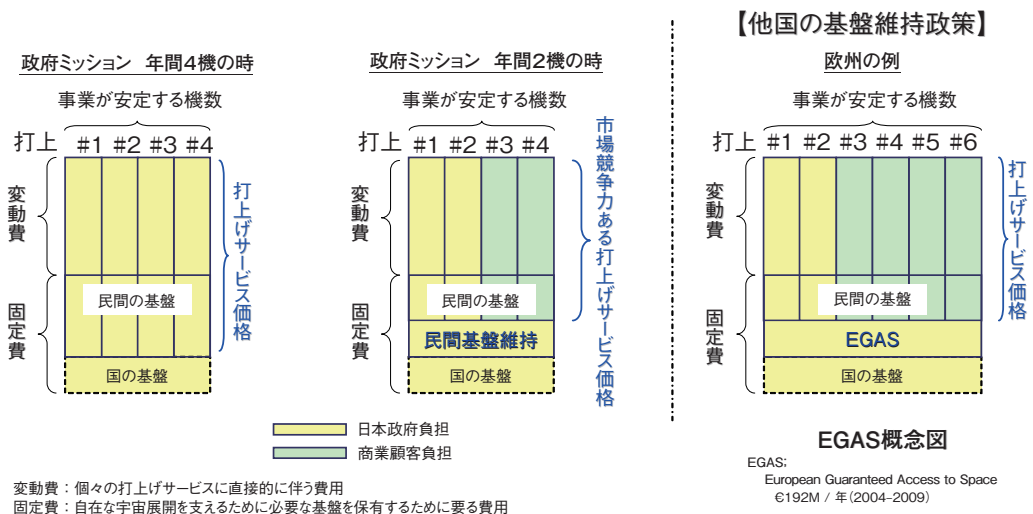 【他国の基盤維持政策】
政府ミッション 年間4機の時
事業が安定する機数
打上 #1 #2 #3 #4
変動費
固定費
民間の基盤
国の基盤
打上げサービス価格
政府ミッション 年間2機の時
事業が安定する機数
打上 #1 #2 #3 #4
変動費
固定費
民間の基盤
民間基盤維持
国の基盤
市場競争力ある打上げサービス価格
欧州の例
事業が安定する機数
打上 #1 #2 #3 #4 #5 #6
変動費
固定費
民間の基盤
EGAS
国の基盤
打上げサービス価格
日本政府負担
商業顧客負担
EGAS概念図
EGAS;
European Guaranteed Access to Space
€192M / 年(2004-2009)
変動費 : 個々の打上げサービスに直接的に伴う費用
固定費 : 自在な宇宙展開を支えるために必要な基盤を保有するために要る費用